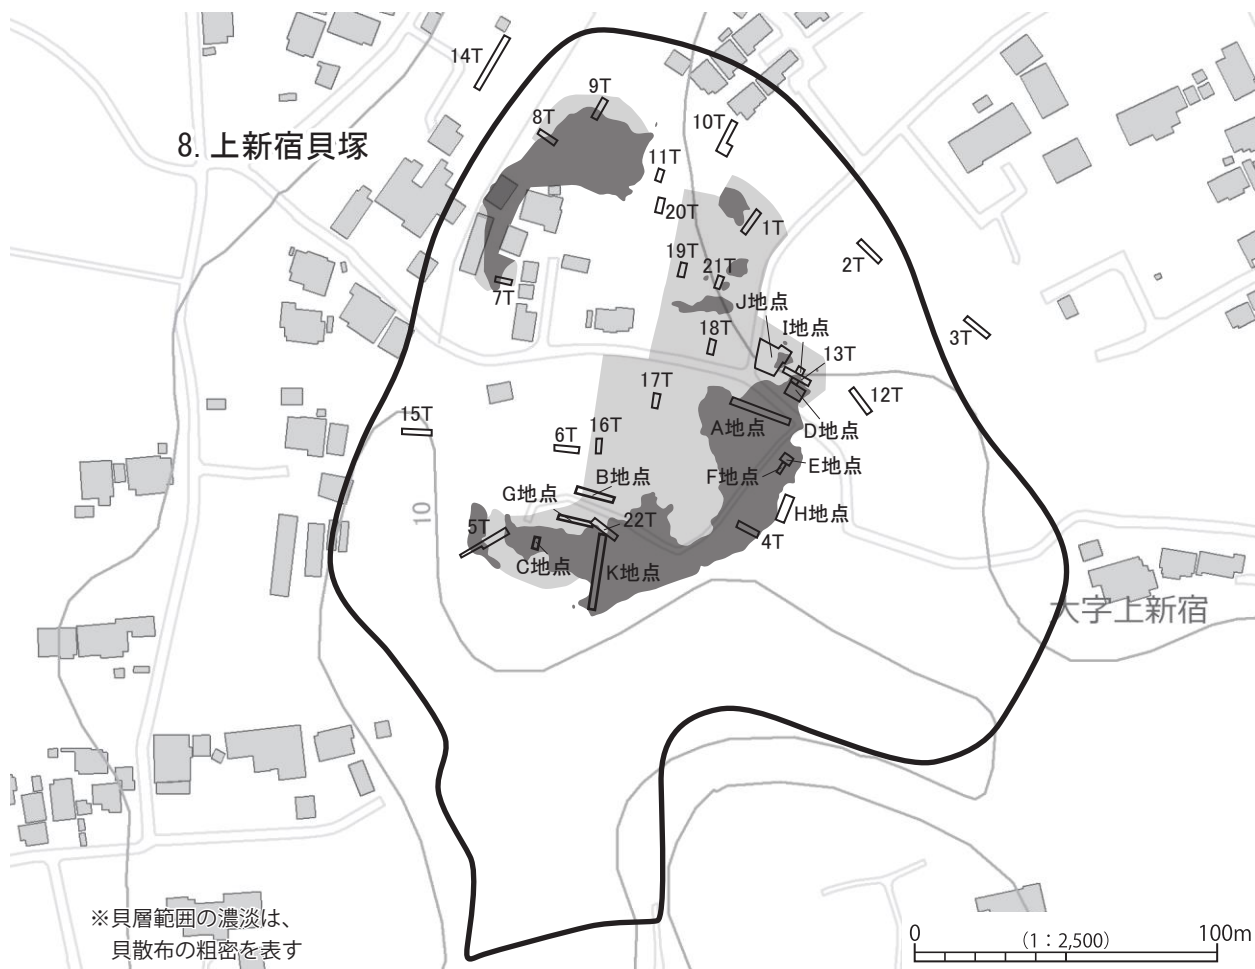 14T
9T
8T
10T
8. 上新宿貝塚
11T
20T
1T
19T
21T
2T
7T
J地点
I地点
18T
13T
3T
17T
12T
15T
A地点
D地点
6T
16T
F地点
E地点
B地点
G地点
10
22T
H地点
5T
4T
C地点
K地点
大字上新宿
※貝層範囲の濃淡は、
貝散布の粗密を表す
0
(1：2,500)
100m